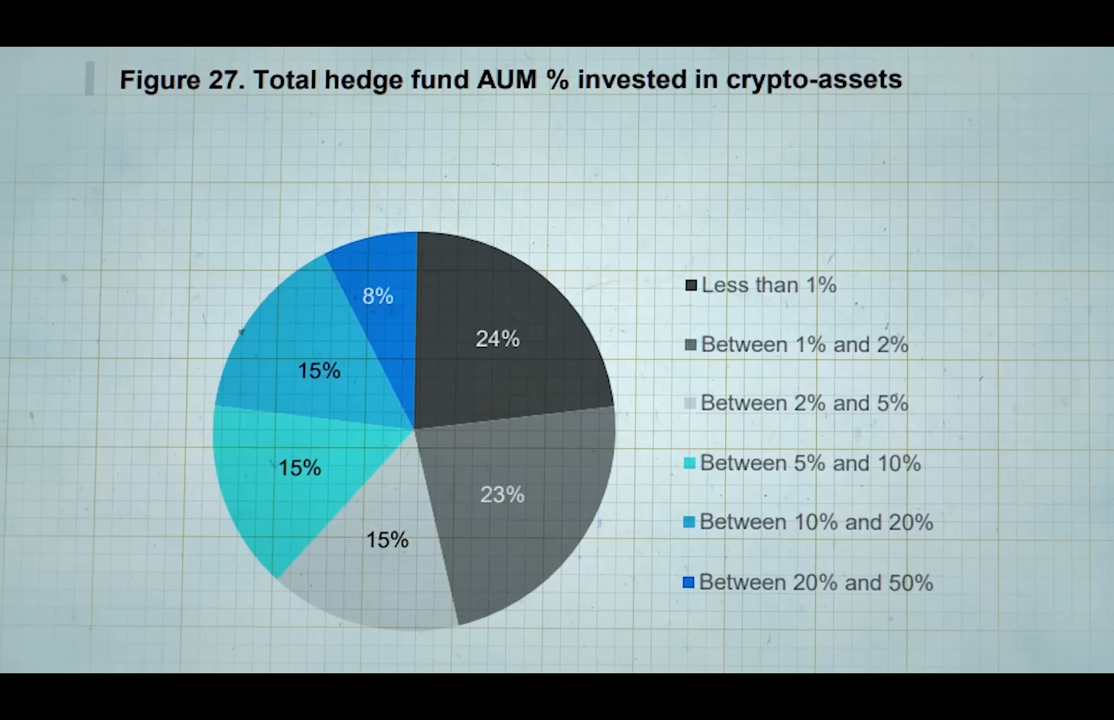 Figure 27. Total hedge fund AUM % invested in crypto-assets
8%
24%
15%
15%
23%
15%
Less than 1%
Between 1% and 2%
Between 2% and 5%
Between 5% and 10%
Between 10% and 20%
Between 20% and 50%